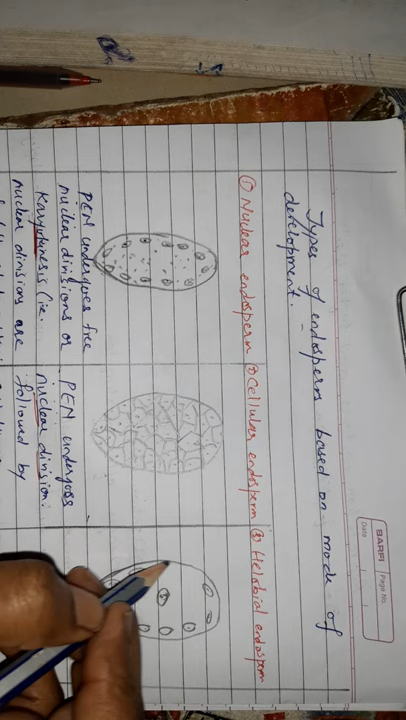 BARFI
Page No.
Date
Types of endosperm based on mode of
development.
① Nuclear endosperm ② Cellular endosperm ③ Helobial endosperm
PEN undergoes free
nuclear divisions or
Karyokinesis (i.e.
nuclear divisions are
PEN undergoes
nuclear division.
followed by